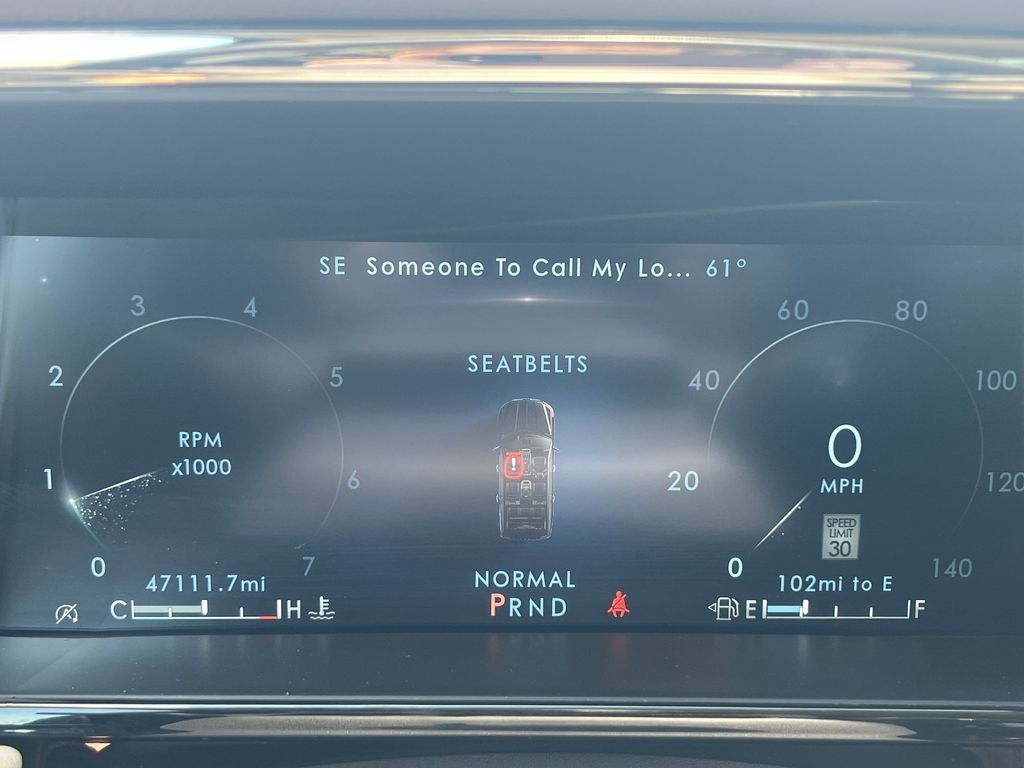 SE Someone To Call My Lo... 61°
SEATBELTS
3
4
2
5
1
6
0
7
RPM
x1000
60
80
40
100
20
120
0
140
0
MPH
SPEED
LIMIT
30
47111.7mi
C H
NORMAL
PRND
102mi to E
E F